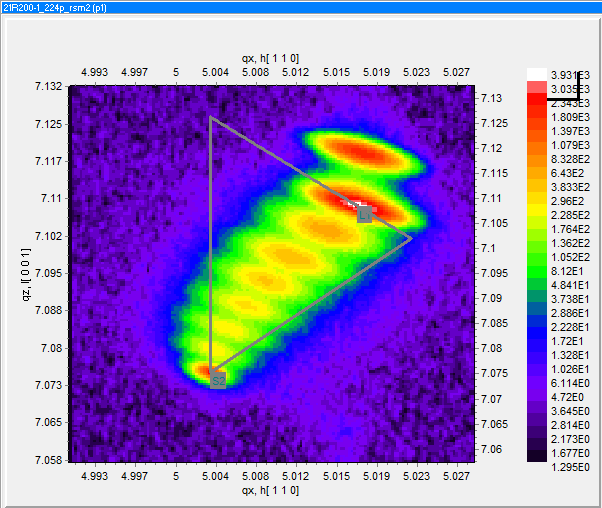 21R200-1_224p_rsm2 (p1)
qx, h[ 1 1 0]
4.993 4.997 5 5.004 5.008 5.012 5.015 5.019 5.023 5.027
7.132
7.125
7.117
7.11
7.102
7.095
7.088
7.08
7.073
7.065
7.058
qz, l[ 0 0 1]
L1
S2
7.13
7.125
7.12
7.115
7.11
7.105
7.1
7.095
7.09
7.085
7.08
7.075
7.07
7.065
7.06
4.993 4.997 5 5.004 5.008 5.012 5.015 5.019 5.023 5.027
qx, h[ 1 1 0]
3.931E3
3.035E3
2.343E3
1.809E3
1.397E3
1.079E3
8.328E2
6.43E2
3.833E2
2.96E2
2.285E2
1.764E2
1.362E2
1.052E2
8.12E1
4.841E1
3.738E1
2.886E1
2.228E1
1.72E1
1.328E1
1.026E1
6.114E0
4.72E0
3.645E0
2.814E0
2.173E0
1.677E0
1.295E0